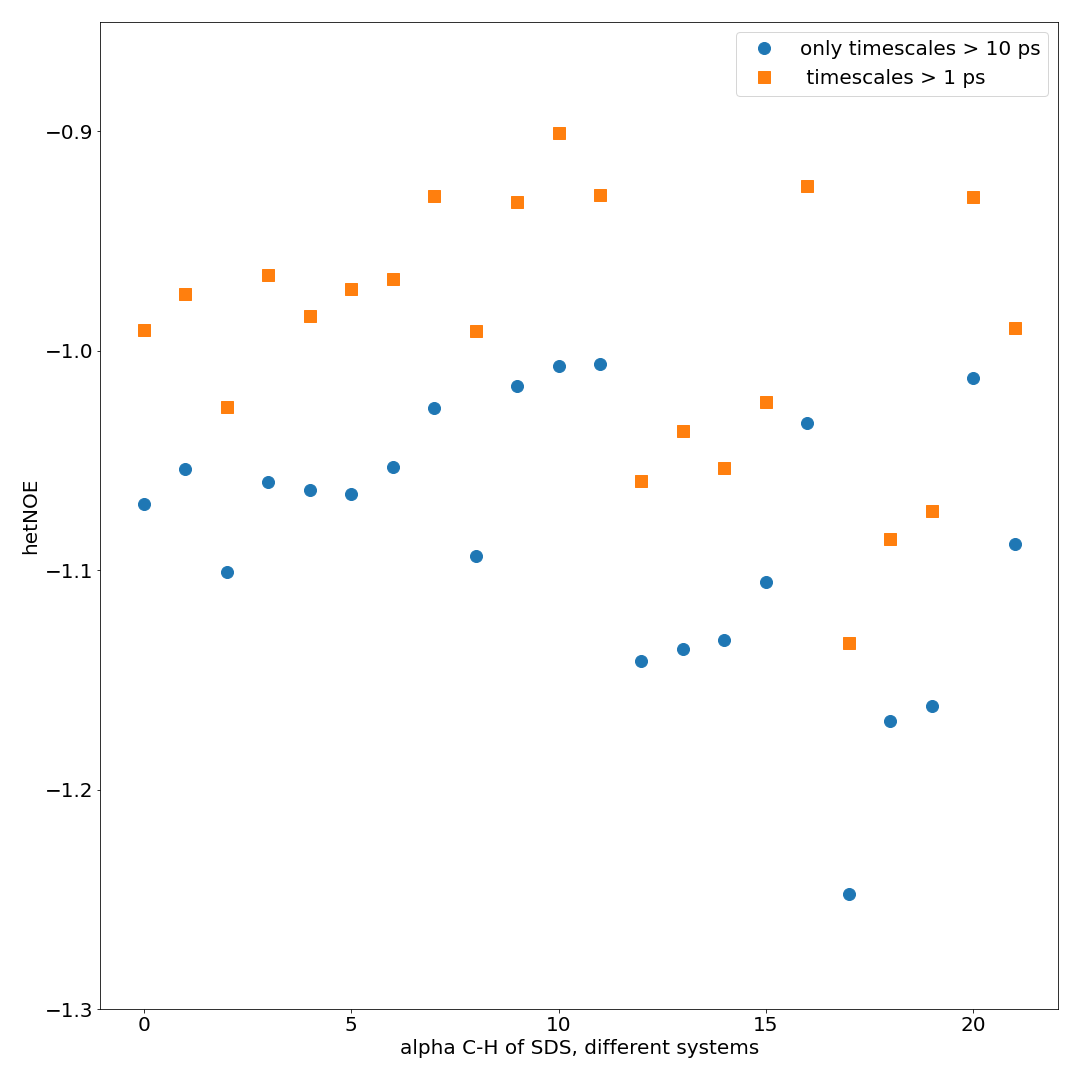 only timescales > 10 ps
timescales > 1 ps
−0.9
−1.0
−1.1
−1.2
−1.3
hetNOE
0 5 10 15 20
alpha C-H of SDS, different systems